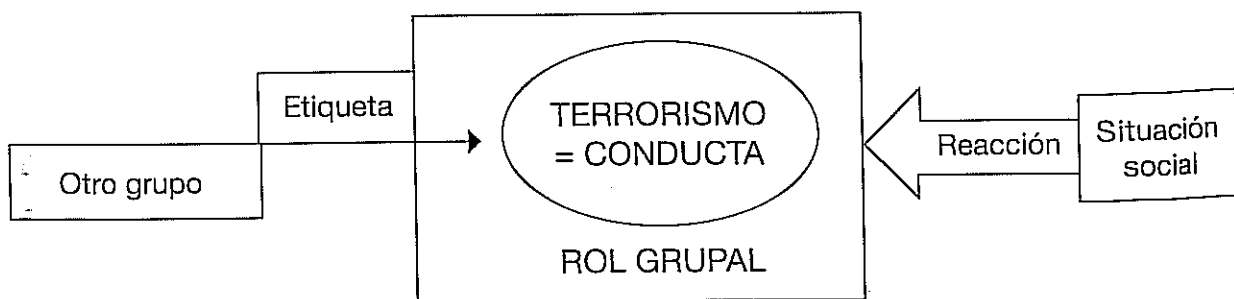 Etiqueta
Otro grupo
TERRORISMO
= CONDUCTA
ROL GRUPAL
Reacción
Situación
social